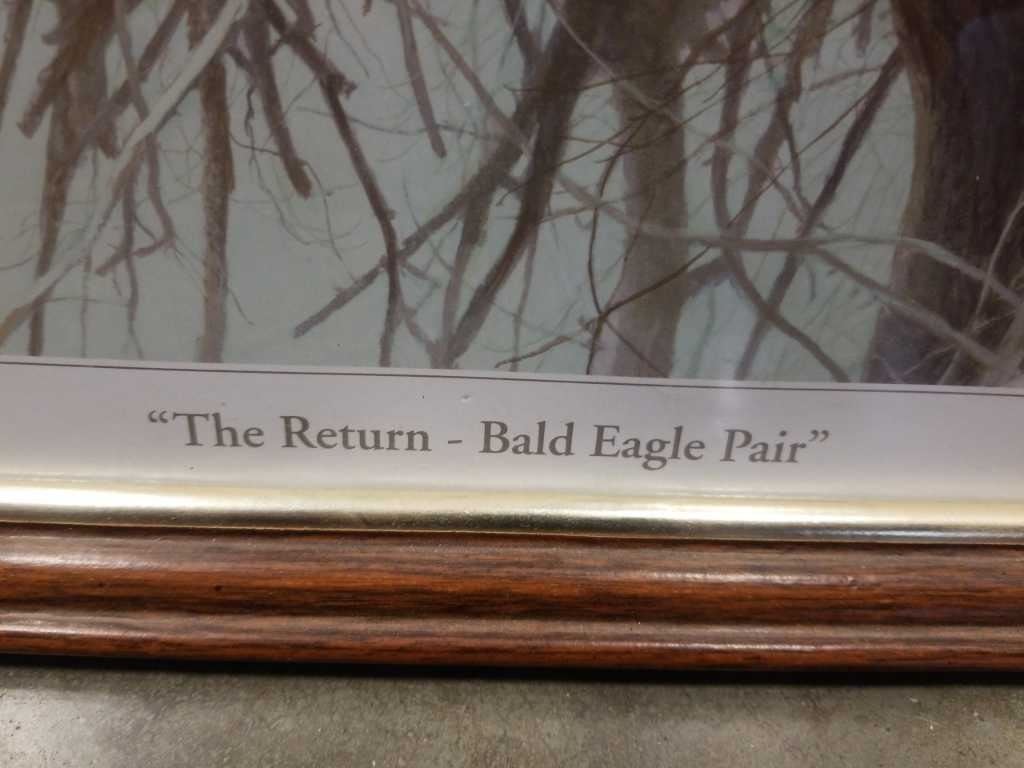 “The Return - Bald Eagle Pair”